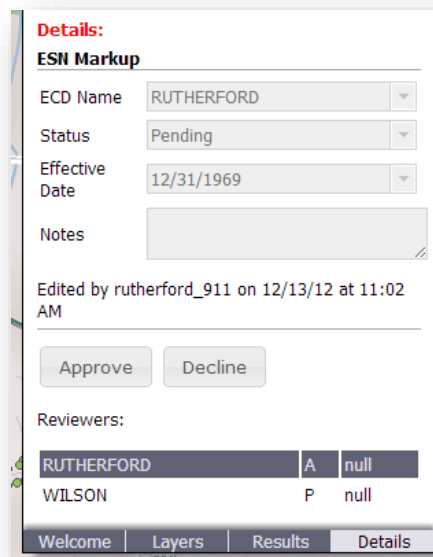 Details:
ESN Markup
ECD Name RUTHERFORD
Status Pending
Effective
Date 12/31/1969
Notes
Edited by rutherford_911 on 12/13/12 at 11:02
AM
Approve Decline
Reviewers:
RUTHERFORD A null
WILSON P null
Welcome Layers Results Details